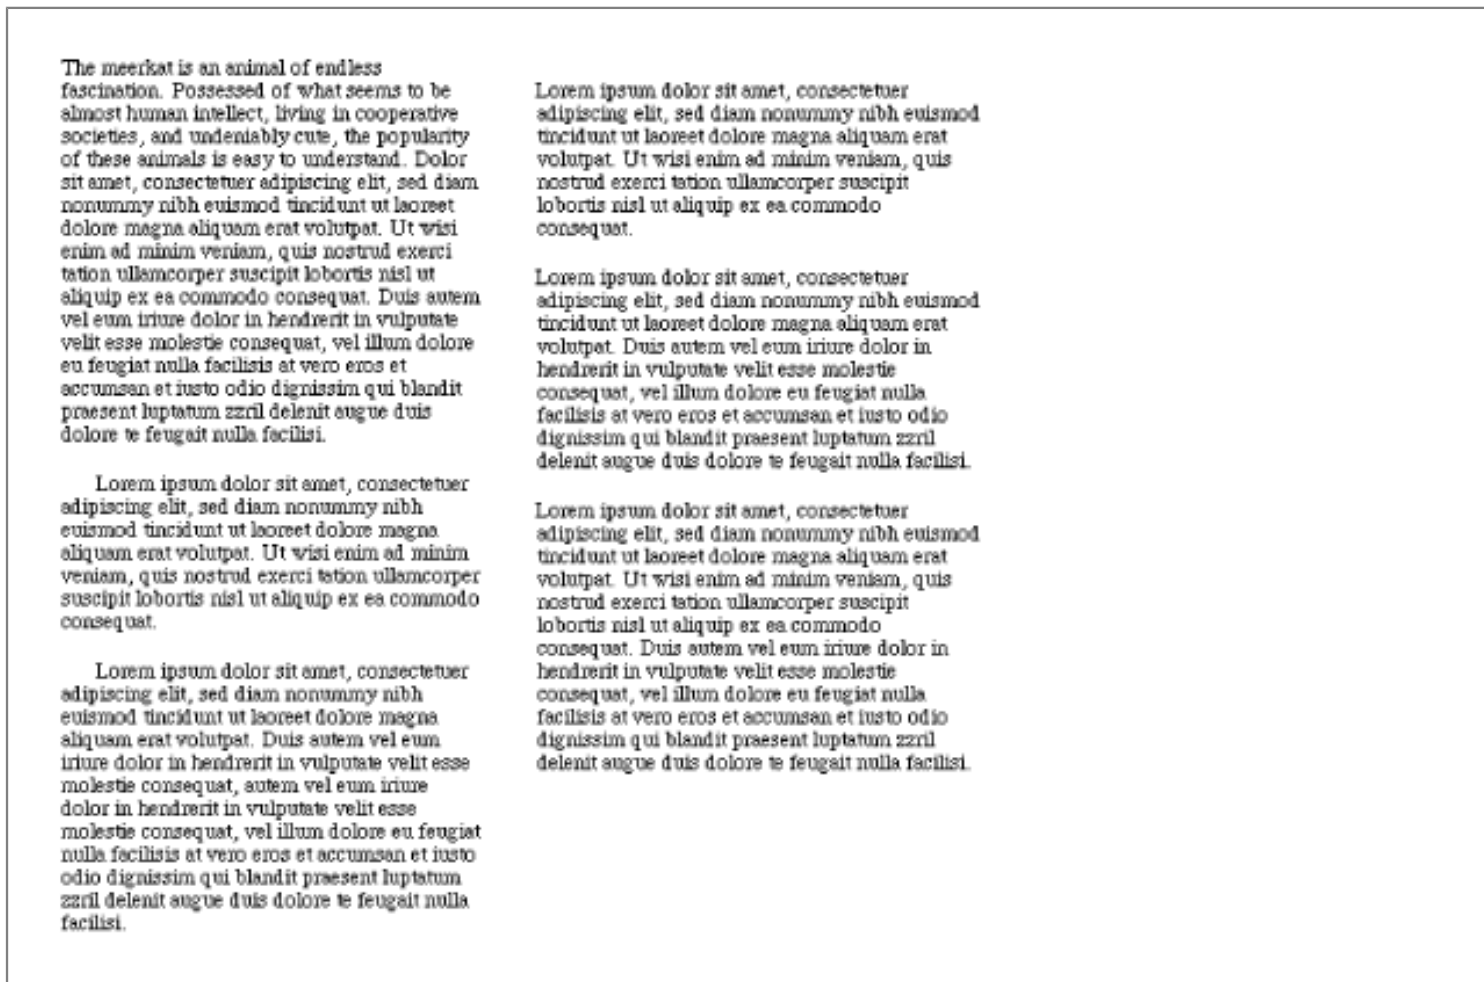 The meerkat is an animal of endless
fascination. Possessed of what seems to be
almost human intellect, living in cooperative
societies, and undeniably cute, the popularity
of these animals is easy to understand. Dolor
sit amet, consectetuer adipiscing elit, sed diam
nonummy nibh euismod tincidunt ut laoreet
dolore magna aliquam erat volutpat. Ut wisi
enim ad minim veniam, quis nostrud exerci
tation ullamcorper suscipit lobortis nisl ut
aliquip ex ea commodo consequat. Duis autem
vel eum iriure dolor in hendrerit in vulputate
velit esse molestie consequat, vel illum dolore
eu feugiat nulla facilisis at vero eros et
accumsan et iusto odio dignissim qui blandit
praesent luptatum zzril delenit augue duis
dolore te feugait nulla facilisi.
Lorem ipsum dolor sit amet, consectetuer
adipiscing elit, sed diam nonummy nibh
euismod tincidunt ut laoreet dolore magna
aliquam erat volutpat. Ut wisi enim ad minim
veniam, quis nostrud exerci tation ullamcorper
suscipit lobortis nisl ut aliquip ex ea commodo
consequat.
Lorem ipsum dolor sit amet, consectetuer
adipiscing elit, sed diam nonummy nibh
euismod tincidunt ut laoreet dolore magna
aliquam erat volutpat. Duis autem vel eum
iriure dolor in hendrerit in vulputate velit esse
molestie consequat, autem vel eum iriure
dolor in hendrerit in vulputate velit esse
molestie consequat, vel illum dolore eu feugiat
nulla facilisis at vero eros et accumsan et iusto
odio dignissim qui blandit praesent luptatum
zzril delenit augue duis dolore te feugait nulla
facilisi.
Lorem ipsum dolor sit amet, consectetuer
adipiscing elit, sed diam nonummy nibh euismod
tincidunt ut laoreet dolore magna aliquam erat
volutpat. Ut wisi enim ad minim veniam, quis
nostrud exerci tation ullamcorper suscipit
lobortis nisl ut aliquip ex ea commodo
consequat.
Lorem ipsum dolor sit amet, consectetuer
adipiscing elit, sed diam nonummy nibh euismod
tincidunt ut laoreet dolore magna aliquam erat
volutpat. Duis autem vel eum iriure dolor in
hendrerit in vulputate velit esse molestie
consequat, vel illum dolore eu feugiat nulla
facilisis at vero eros et accumsan et iusto odio
dignissim qui blandit praesent luptatum zzril
delenit augue duis dolore te feugait nulla facilisi.
Lorem ipsum dolor sit amet, consectetuer
adipiscing elit, sed diam nonummy nibh euismod
tincidunt ut laoreet dolore magna aliquam erat
volutpat. Ut wisi enim ad minim veniam, quis
nostrud exerci tation ullamcorper suscipit
lobortis nisl ut aliquip ex ea commodo
consequat. Duis autem vel eum iriure dolor in
hendrerit in vulputate velit esse molestie
consequat, vel illum dolore eu feugiat nulla
facilisis at vero eros et accumsan et iusto odio
dignissim qui blandit praesent luptatum zzril
delenit augue duis dolore te feugait nulla facilisi.